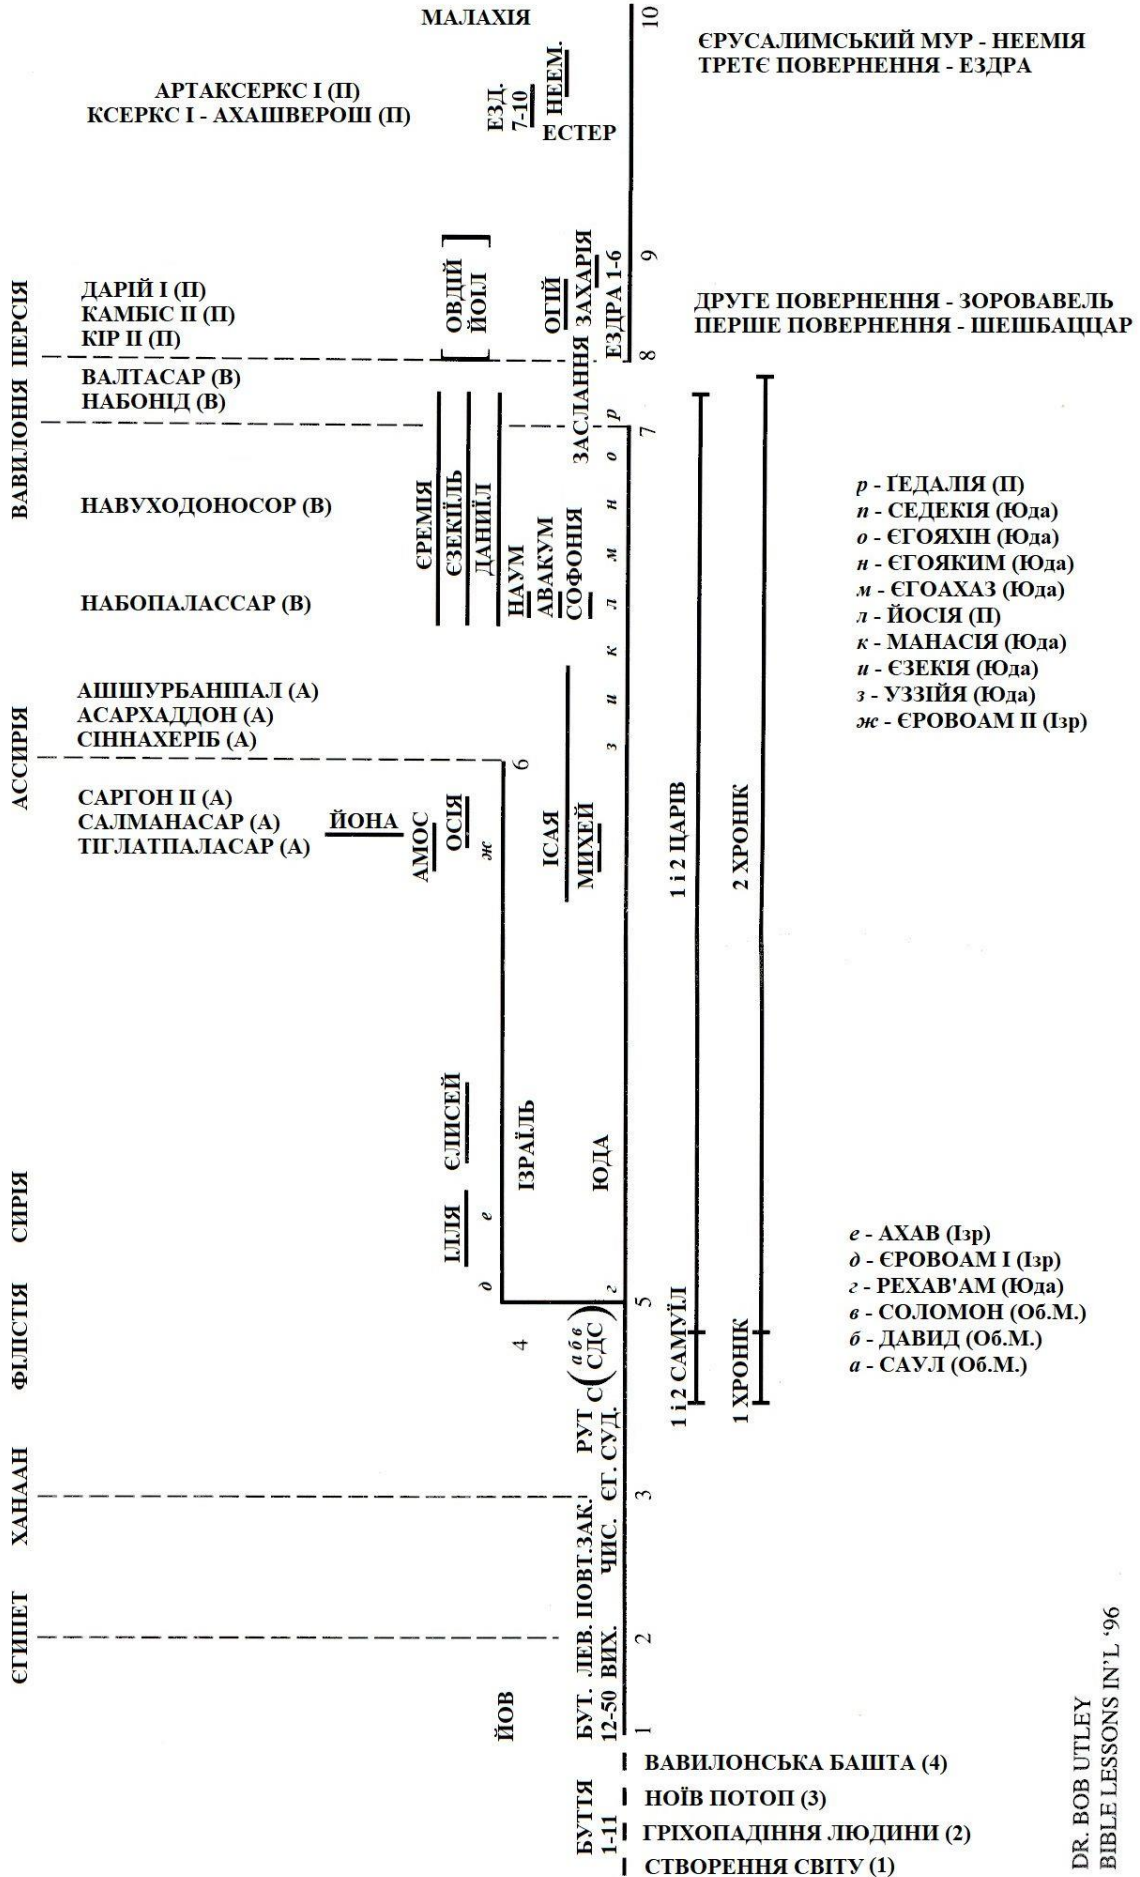 МАЛАХІЯ
10
ЄРУСАЛИМСЬКИЙ МУР - НЕЕМІЯ
ТРЕТЄ ПОВЕРНЕННЯ - ЕЗДРА
АРТАКСЕРКС І (П)
КСЕРКС І - АХАШВЕРОШ (П)
ЕЗД.
7-10
НЕЕМ.
ЕСТЕР
ПЕРСІЯ
ДАРІЙ І (П)
КАМБІС ІІ (П)
КІР ІІ (П)
ОВДІЙ
ЙОІЛ
ОГІЙ
ЗАХАРІЯ
ЕЗДРА 1-6
9
8
ДРУГЕ ПОВЕРНЕННЯ - ЗОРОВАВЕЛЬ
ПЕРШЕ ПОВЕРНЕННЯ - ШЕШБАЦЦАР
ВАВИЛОНІЯ
ВАЛТАСАР (В)
НАБОНІД (В)
ЗАСЛАННЯ
7
НАВУХОДОНОСОР (В)
НАБОПАЛАССАР (В)
ЄРЕМІЯ
ЄЗЕКІЇЛЬ
ДАНИЇЛ
НАУМ
АВАКУМ
СОФОНІЯ
р
о
н
м
л
к
и
з
р - ҐЕДАЛІЯ (П)
п - СЕДЕКІЯ (Юда)
о - ЄГОЯХІН (Юда)
н - ЄГОЯКИМ (Юда)
м - ЄГОАХАЗ (Юда)
л - ЙОСІЯ (П)
к - МАНАСІЯ (Юда)
и - ЄЗЕКІЯ (Юда)
з - УЗЗІЙЯ (Юда)
ж - ЄРОВОАМ ІІ (Ізр)
АССИРІЯ
АШШУРБАНІПАЛ (А)
АСАРХАДДОН (А)
СІННАХЕРІБ (А)
6
САРГОН ІІ (А)
САЛМАНАСАР (А)
ТІГЛАТПАЛАСАР (А)
ЙОНА
АМОС
ОСІЯ
ж
ІСАЯ
МИХЕЙ
1 і 2 ЦАРІВ
2 ХРОНІК
СИРІЯ
ІЛЛЯ
ЄЛИСЕЙ
ІЗРАЇЛЬ
ЮДА
д
е
г
5
4
ФІЛІСТІЯ
С
а б в
(СДС)
1 і 2 САМУЇЛ
1 ХРОНІК
е - АХАВ (Ізр)
д - ЄРОВОАМ І (Ізр)
г - РЕХАВ'АМ (Юда)
в - СОЛОМОН (Об.М.)
б - ДАВИД (Об.М.)
а - САУЛ (Об.М.)
ХАНААН
РУТ
ЄГ. СУД.
3
ЄГИПЕТ
ЛЕВ. ПОВТ.ЗАК.
ВИХ. ЧИС.
2
ЙОВ
БУТ.
12-50
1
БУТТЯ
1-11
ВАВИЛОНСЬКА БАШТА (4)
НОЇВ ПОТОП (3)
ГРІХОПАДІННЯ ЛЮДИНИ (2)
СТВОРЕННЯ СВІТУ (1)
DR. BOB UTLEY
BIBLE LESSONS IN'L '96